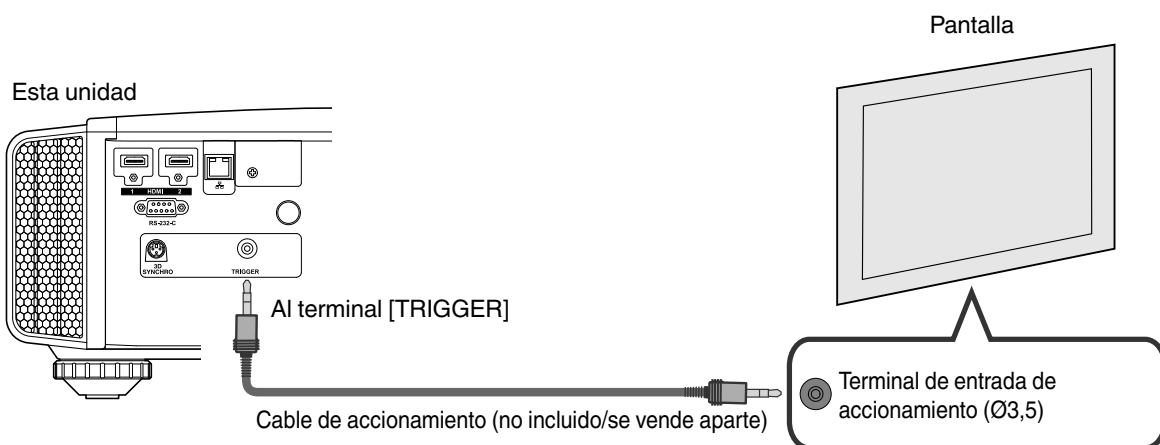 Pantalla
Esta unidad
1 HDMI 2
RS-232-C
3D
SYNCHRO
TRIGGER
Al terminal [TRIGGER]
Cable de accionamiento (no incluido/se vende aparte)
Terminal de entrada de
accionamiento (Ø3,5)